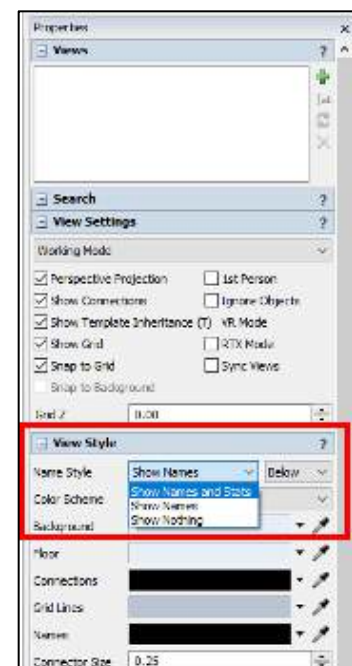 Properties x
Views ?
Search ?
View Settings ?
Working Mode
Perspective Projection 1st Person
Show Connections Ignore Objects
Show Template Inheritance (T) VR Mode
Show Grid RTX Mode
Snap to Grid Sync Views
Snap to Background
Grid Z 0.00
View Style ?
Name Style Show Names Below
Show Names and Stats
Color Scheme
Show Names
Background Show Nothing
Floor
Connections
Grid Lines
Names
Connector Size 0.25